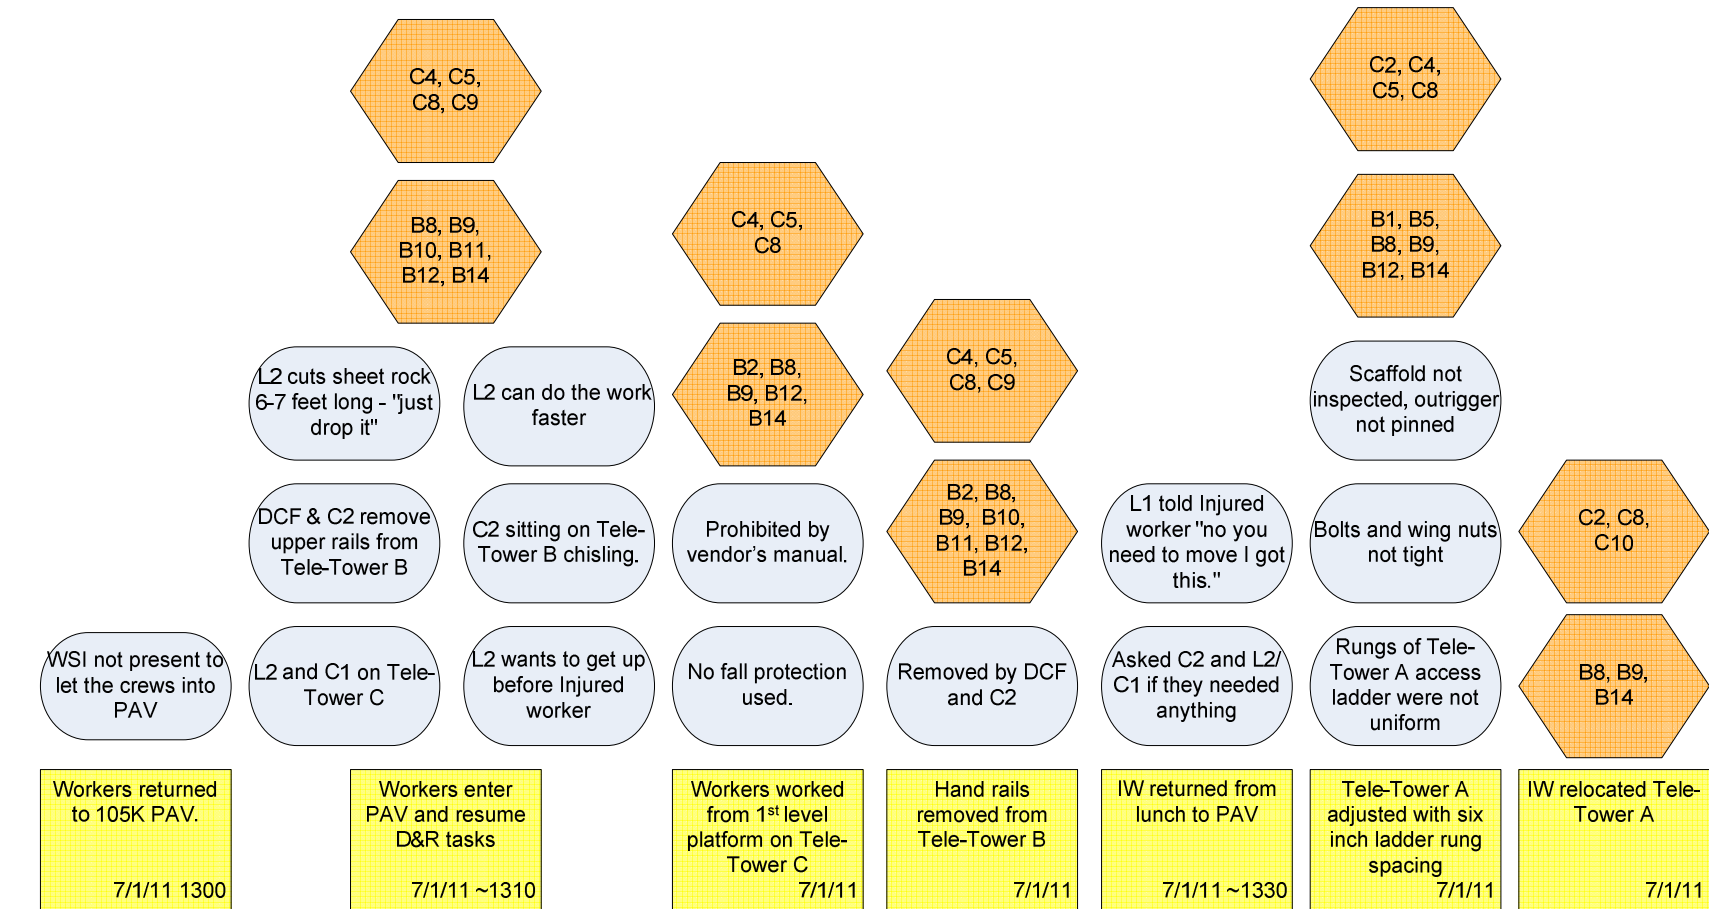 C4, C5,
C8, C9
B8, B9,
B10, B11,
B12, B14
L2 cuts sheet rock
6-7 feet long - "just
drop it"
L2 can do the work
faster
DCF & C2 remove
upper rails from
Tele-Tower B
C2 sitting on Tele-
Tower B chisling.
WSI not present to
let the crews into
PAV
L2 and C1 on Tele-
Tower C
L2 wants to get up
before Injured
worker
Workers returned
to 105K PAV.
7/1/11 1300
Workers enter
PAV and resume
D&R tasks
7/1/11 ~1310
C4, C5,
C8
B2, B8,
B9, B12,
B14
Prohibited by
vendor's manual.
No fall protection
used.
Workers worked
from 1st level
platform on Tele-
Tower C
7/1/11
C4, C5,
C8, C9
B2, B8,
B9, B10,
B11, B12,
B14
Removed by DCF
and C2
Hand rails
removed from
Tele-Tower B
7/1/11
L1 told Injured
worker "no you
need to move I got
this."
Asked C2 and L2/
C1 if they needed
anything
IW returned from
lunch to PAV
7/1/11 ~1330
C2, C4,
C5, C8
B1, B5,
B8, B9,
B12, B14
Scaffold not
inspected, outrigger
not pinned
Bolts and wing nuts
not tight
Rungs of Tele-
Tower A access
ladder were not
uniform
Tele-Tower A
adjusted with six
inch ladder rung
spacing
7/1/11
C2, C8,
C10
B8, B9,
B14
IW relocated Tele-
Tower A
7/1/11